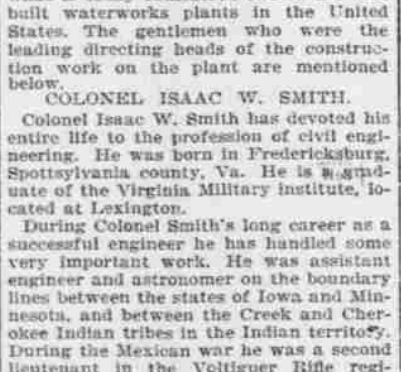 built waterworks plants in the United
States. The gentlemen who were the
leading directing heads of the construc-
tion work on the plant are mentioned
below.
COLONEL ISAAC W. SMITH.
Colonel Isaac W. Smith has devoted his
entire life to the profession of civil engi-
neering. He was born in Fredericksburg,
Spottsylvania county, Va. He is a grad-
uate of the Virginia Military institute, lo-
cated at Lexington.
During Colonel Smith's long career as a
successful engineer he has handled some
very important work. He was assistant
engineer and astronomer on the boundary
lines between the states of Iowa and Min-
nesota, and between the Creek and Cher-
okee Indian tribes in the Indian territory.
During the Mexican war he was a second
lieutenant in the Voltiguer Rifle regi-